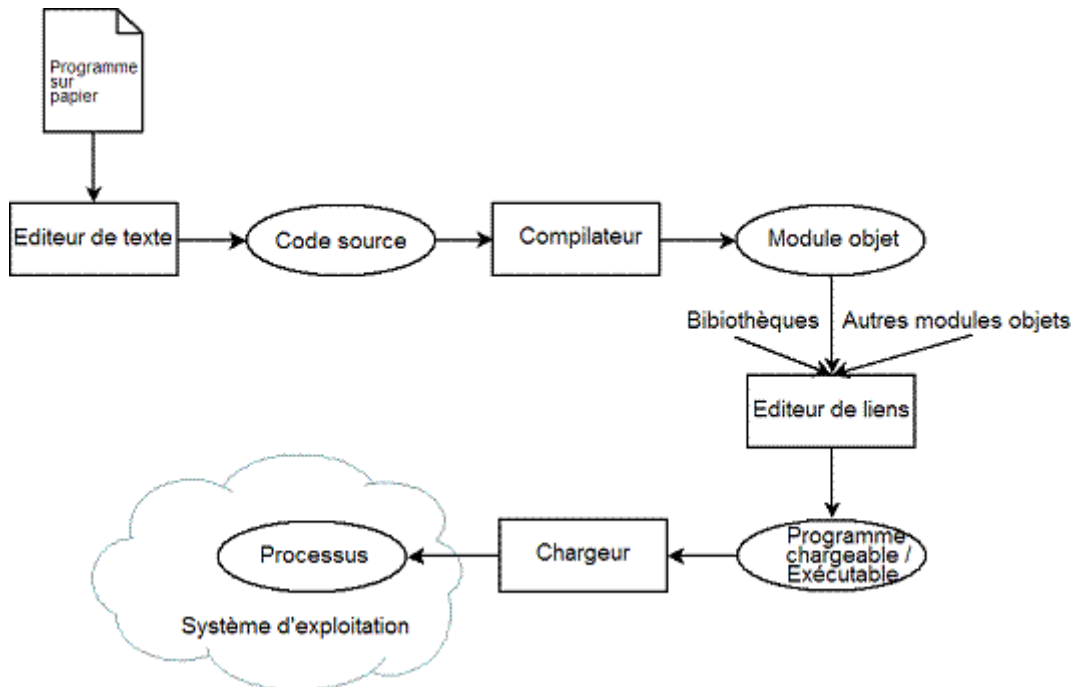 Programme
sur
papier
Editeur de texte
Code source
Compilateur
Module objet
Bibiothèques
Autres modules objets
Editeur de liens
Programme
chargeable /
Exécutable
Chargeur
Processus
Système d'exploitation